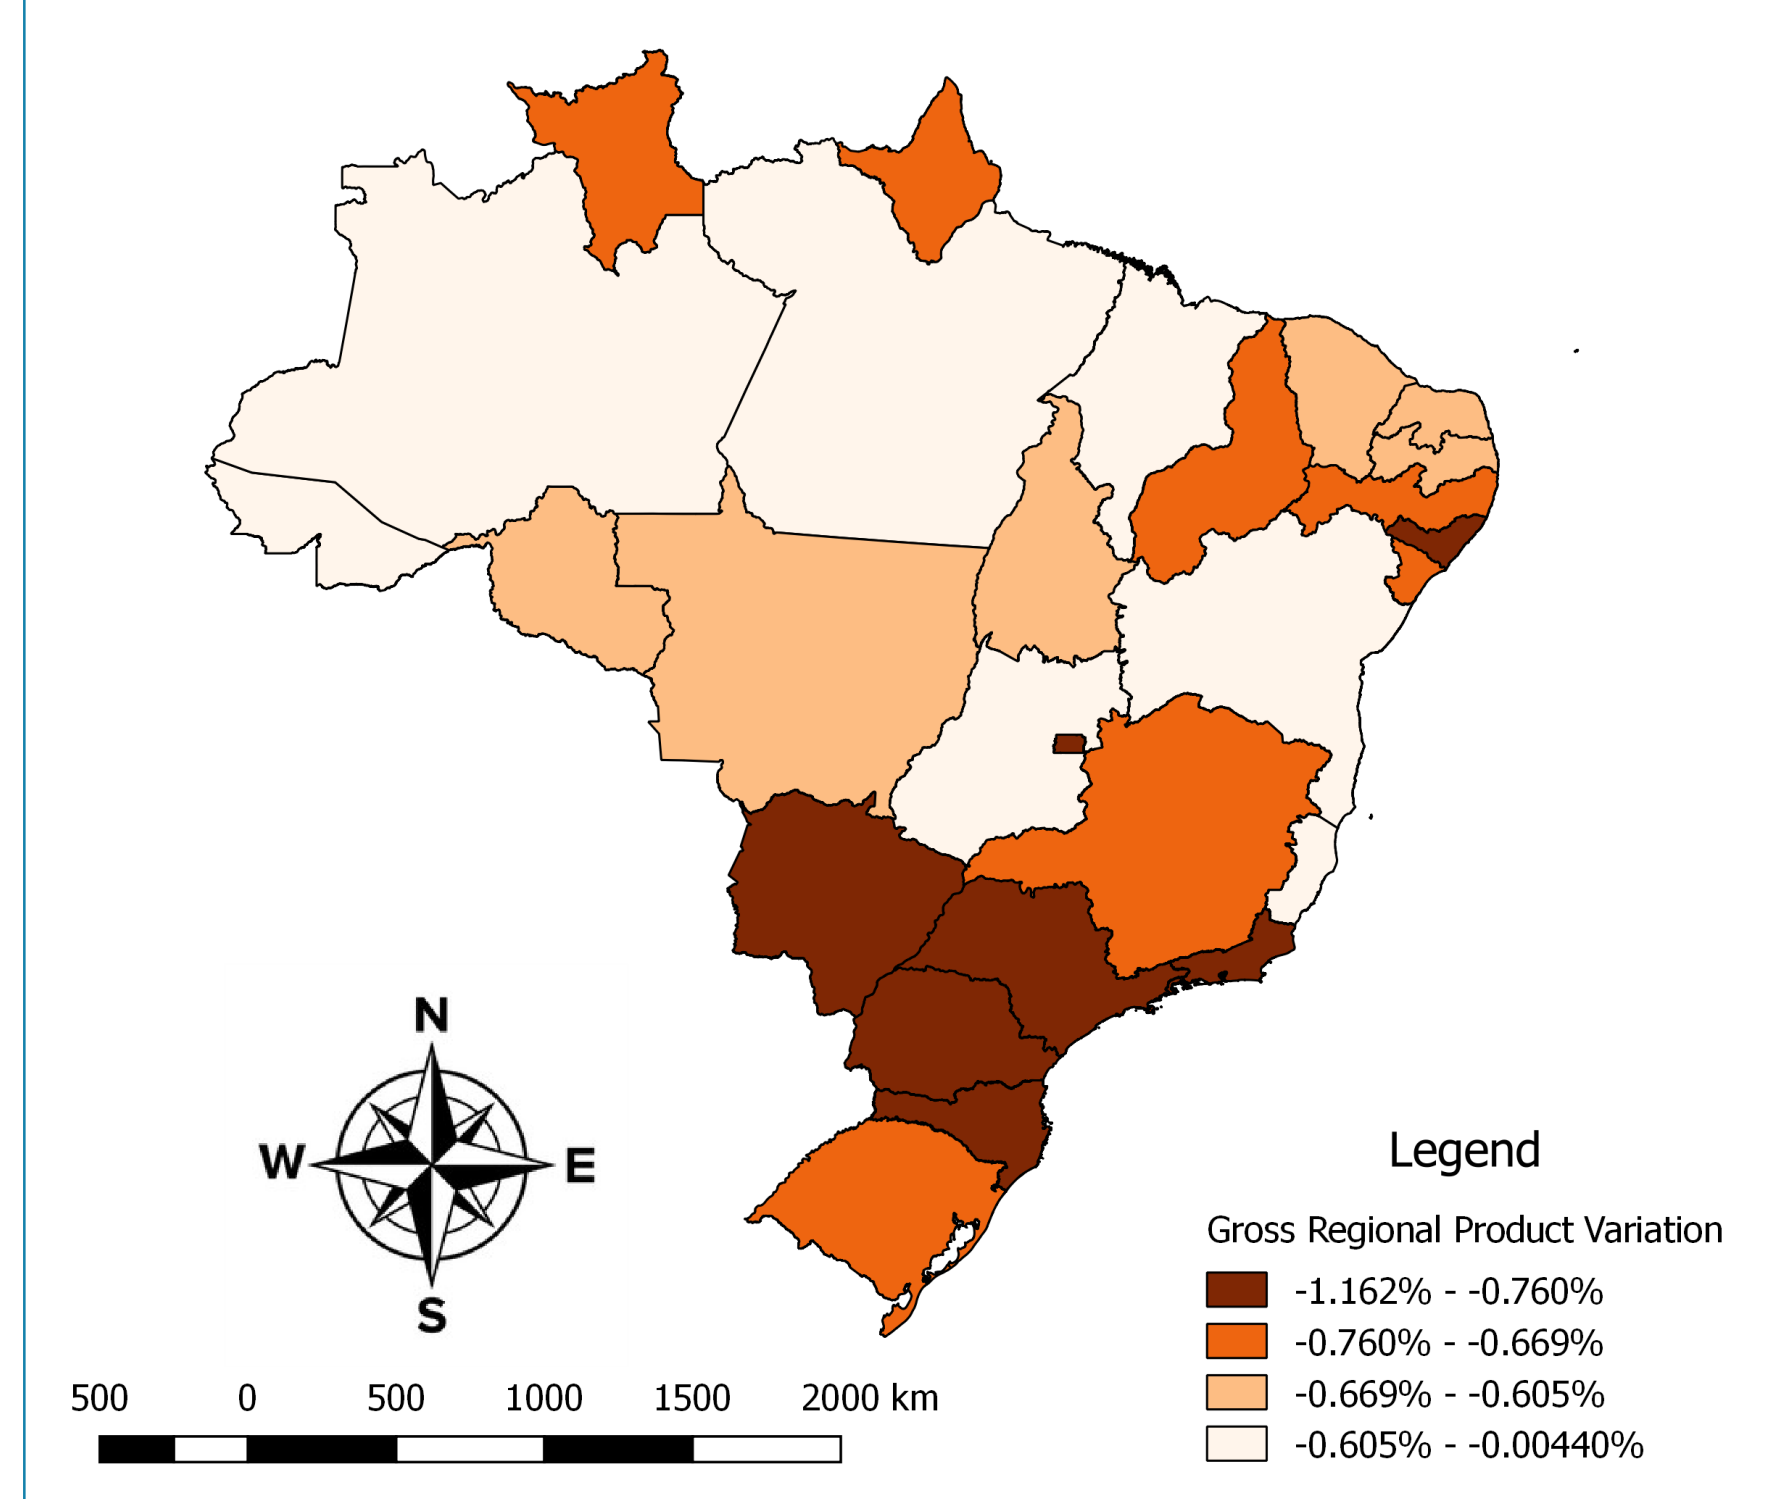 N
W E
S
500 0 500 1000 1500 2000 km
Legend
Gross Regional Product Variation
-1.162% - -0.760%
-0.760% - -0.669%
-0.669% - -0.605%
-0.605% - -0.00440%